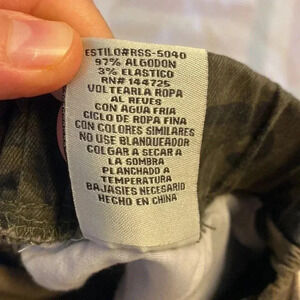 ESTILO#RSS-5040
97% ALGODON
3% ELASTICO
RN# 144725
VOLTEARLA ROPA
AL REVES
CON AGUA FRIA
CICLO DE ROPA FINA
CON COLORES SIMILARES
NO USE BLANQUEADOR
COLGAR A SECAR A
LA SOMBRA
PLANCHADO A
TEMPERATURA
BAJASIES NECESARIO
HECHO EN CHINA